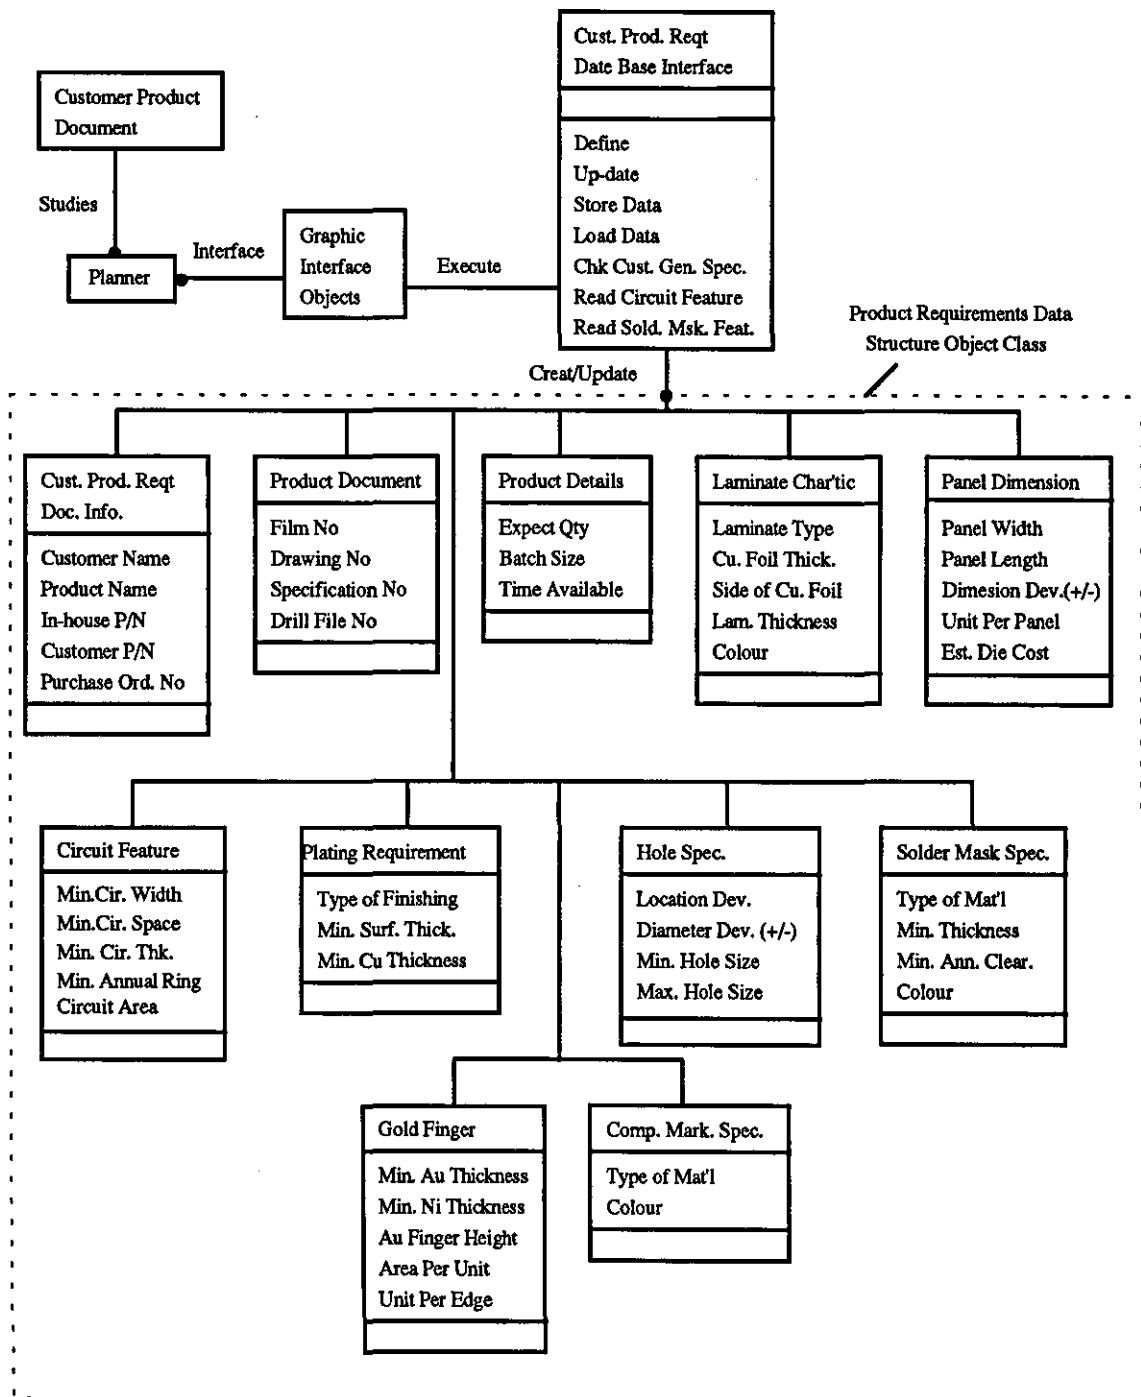 Cust. Prod. Reqt
Date Base Interface
Customer Product
Document
Define
Up-date
Store Data
Load Data
Chk Cust. Gen. Spec.
Read Circuit Feature
Read Sold. Msk. Feat.
Studies
Planner
Interface
Graphic
Interface
Objects
Execute
Product Requirements Data
Structure Object Class
Creat/Update
Cust. Prod. Reqt
Doc. Info.
Customer Name
Product Name
In-house P/N
Customer P/N
Purchase Ord. No
Product Document
Film No
Drawing No
Specification No
Drill File No
Product Details
Expect Qty
Batch Size
Time Available
Laminate Char'tic
Laminate Type
Cu. Foil Thick.
Side of Cu. Foil
Lam. Thickness
Colour
Panel Dimension
Panel Width
Panel Length
Dimesion Dev.(+/-)
Unit Per Panel
Est. Die Cost
Circuit Feature
Min.Cir. Width
Min.Cir. Space
Min. Cir. Thk.
Min. Annual Ring
Circuit Area
Plating Requirement
Type of Finishing
Min. Surf. Thick.
Min. Cu Thickness
Hole Spec.
Location Dev.
Diameter Dev. (+/-)
Min. Hole Size
Max. Hole Size
Solder Mask Spec.
Type of Mat'l
Min. Thickness
Min. Ann. Clear.
Colour
Gold Finger
Min. Au Thickness
Min. Ni Thickness
Au Finger Height
Area Per Unit
Unit Per Edge
Comp. Mark. Spec.
Type of Mat'l
Colour